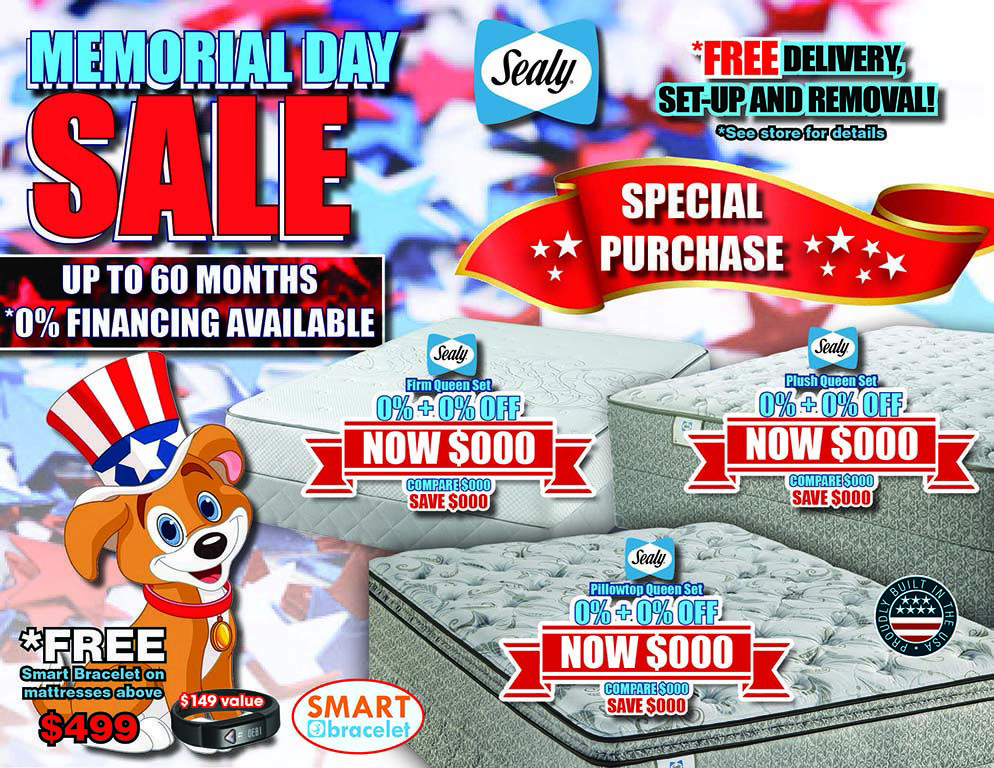 MEMORIAL DAY
SALE
UP TO 60 MONTHS
*0% FINANCING AVAILABLE
Sealy
*FREE DELIVERY,
SET-UP AND REMOVAL!
*See store for details
SPECIAL
PURCHASE
Sealy
Firm Queen Set
0% + 0% OFF
NOW $000
COMPARE $000
SAVE $000
Sealy
Plush Queen Set
0% + 0% OFF
NOW $000
COMPARE $000
SAVE $000
Sealy
Pillowtop Queen Set
0% + 0% OFF
NOW $000
COMPARE $000
SAVE $000
PROUDLY BUILT IN THE USA
*FREE
Smart Bracelet on
mattresses above
$499
$149 value
SMART
bracelet